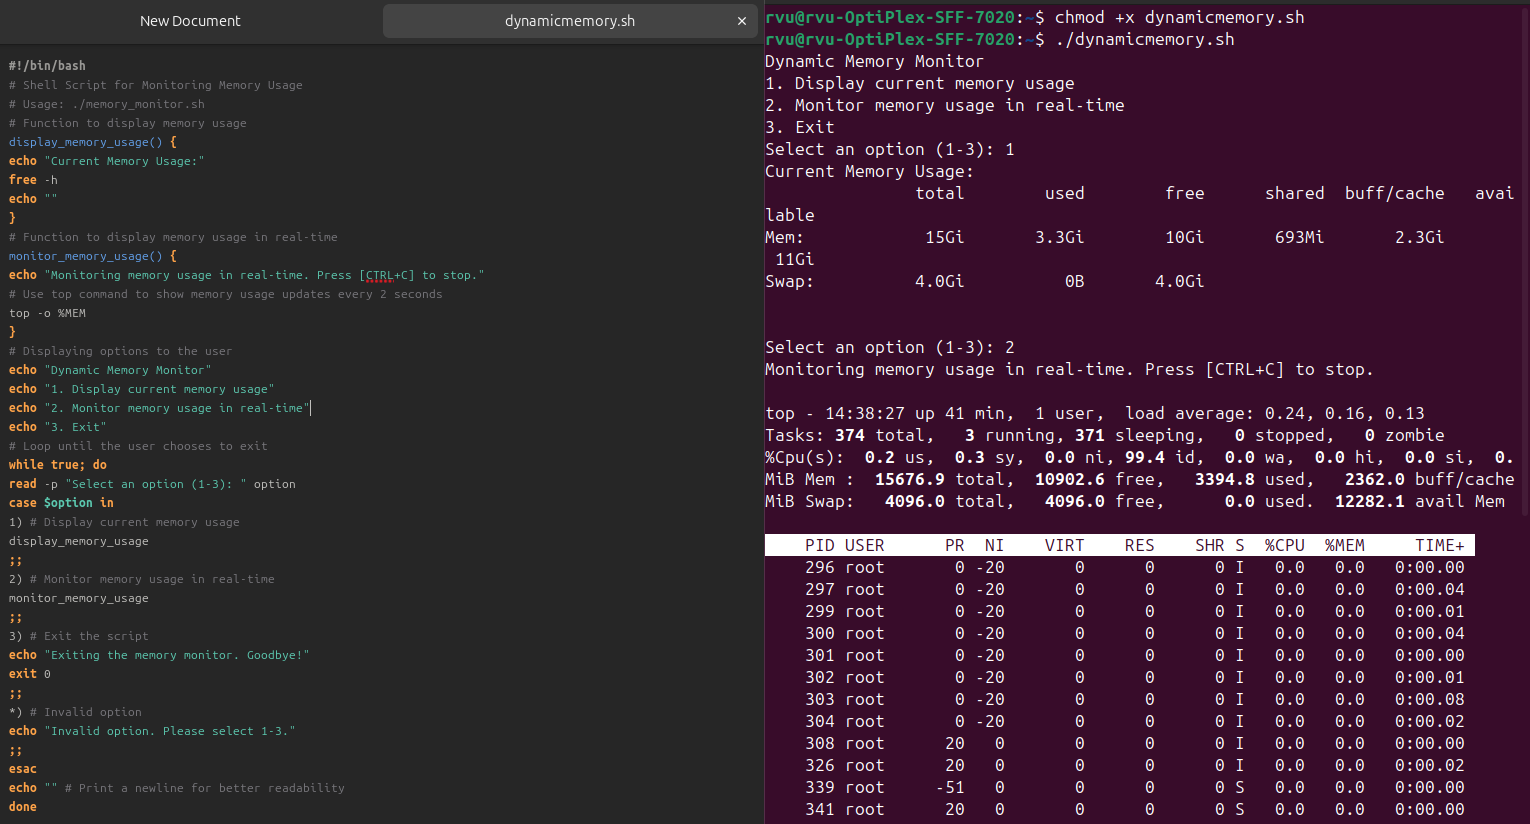 New Document
dynamicmemory.sh ×
#!/bin/bash
# Shell Script for Monitoring Memory Usage
# Usage: ./memory_monitor.sh
# Function to display memory usage
display_memory_usage() {
echo "Current Memory Usage:"
free -h
echo ""
}
# Function to display memory usage in real-time
monitor_memory_usage() {
echo "Monitoring memory usage in real-time. Press [CTRL+C] to stop."
# Use top command to show memory usage updates every 2 seconds
top -o %MEM
}
# Displaying options to the user
echo "Dynamic Memory Monitor"
echo "1. Display current memory usage"
echo "2. Monitor memory usage in real-time"
echo "3. Exit"
# Loop until the user chooses to exit
while true; do
read -p "Select an option (1-3): " option
case $option in
1) # Display current memory usage
display_memory_usage
;;
2) # Monitor memory usage in real-time
monitor_memory_usage
;;
3) # Exit the script
echo "Exiting the memory monitor. Goodbye!"
exit 0
;;
*) # Invalid option
echo "Invalid option. Please select 1-3."
;;
esac
echo "" # Print a newline for better readability
done
rvu@rvu-OptiPlex-SFF-7020:~$ chmod +x dynamicmemory.sh
rvu@rvu-OptiPlex-SFF-7020:~$ ./dynamicmemory.sh
Dynamic Memory Monitor
1. Display current memory usage
2. Monitor memory usage in real-time
3. Exit
Select an option (1-3): 1
Current Memory Usage:
total used free shared buff/cache avai
lable
Mem: 15Gi 3.3Gi 10Gi 693Mi 2.3Gi
11Gi
Swap: 4.0Gi 0B 4.0Gi
Select an option (1-3): 2
Monitoring memory usage in real-time. Press [CTRL+C] to stop.
top - 14:38:27 up 41 min, 1 user, load average: 0.24, 0.16, 0.13
Tasks: 374 total, 3 running, 371 sleeping, 0 stopped, 0 zombie
%Cpu(s): 0.2 us, 0.3 sy, 0.0 ni, 99.4 id, 0.0 wa, 0.0 hi, 0.0 si, 0.
MiB Mem : 15676.9 total, 10902.6 free, 3394.8 used, 2362.0 buff/cache
MiB Swap: 4096.0 total, 4096.0 free, 0.0 used. 12282.1 avail Mem
PID USER PR NI VIRT RES SHR S %CPU %MEM TIME+
296 root 0 -20 0 0 0 I 0.0 0.0 0:00.00
297 root 0 -20 0 0 0 I 0.0 0.0 0:00.04
299 root 0 -20 0 0 0 I 0.0 0.0 0:00.01
300 root 0 -20 0 0 0 I 0.0 0.0 0:00.04
301 root 0 -20 0 0 0 I 0.0 0.0 0:00.00
302 root 0 -20 0 0 0 I 0.0 0.0 0:00.01
303 root 0 -20 0 0 0 I 0.0 0.0 0:00.08
304 root 0 -20 0 0 0 I 0.0 0.0 0:00.02
308 root 20 0 0 0 0 I 0.0 0.0 0:00.00
326 root 20 0 0 0 0 I 0.0 0.0 0:00.02
339 root -51 0 0 0 0 S 0.0 0.0 0:00.00
341 root 20 0 0 0 0 S 0.0 0.0 0:00.00